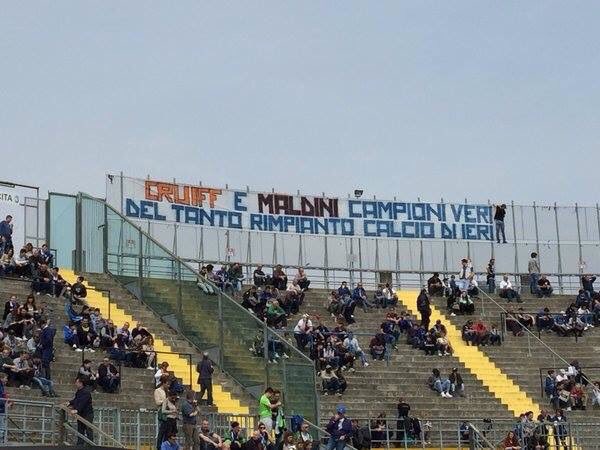 CRUIFF E MALDINI CAMPIONI VERI
DEL TANTO RIMPIANTO CALCIO DI IERI